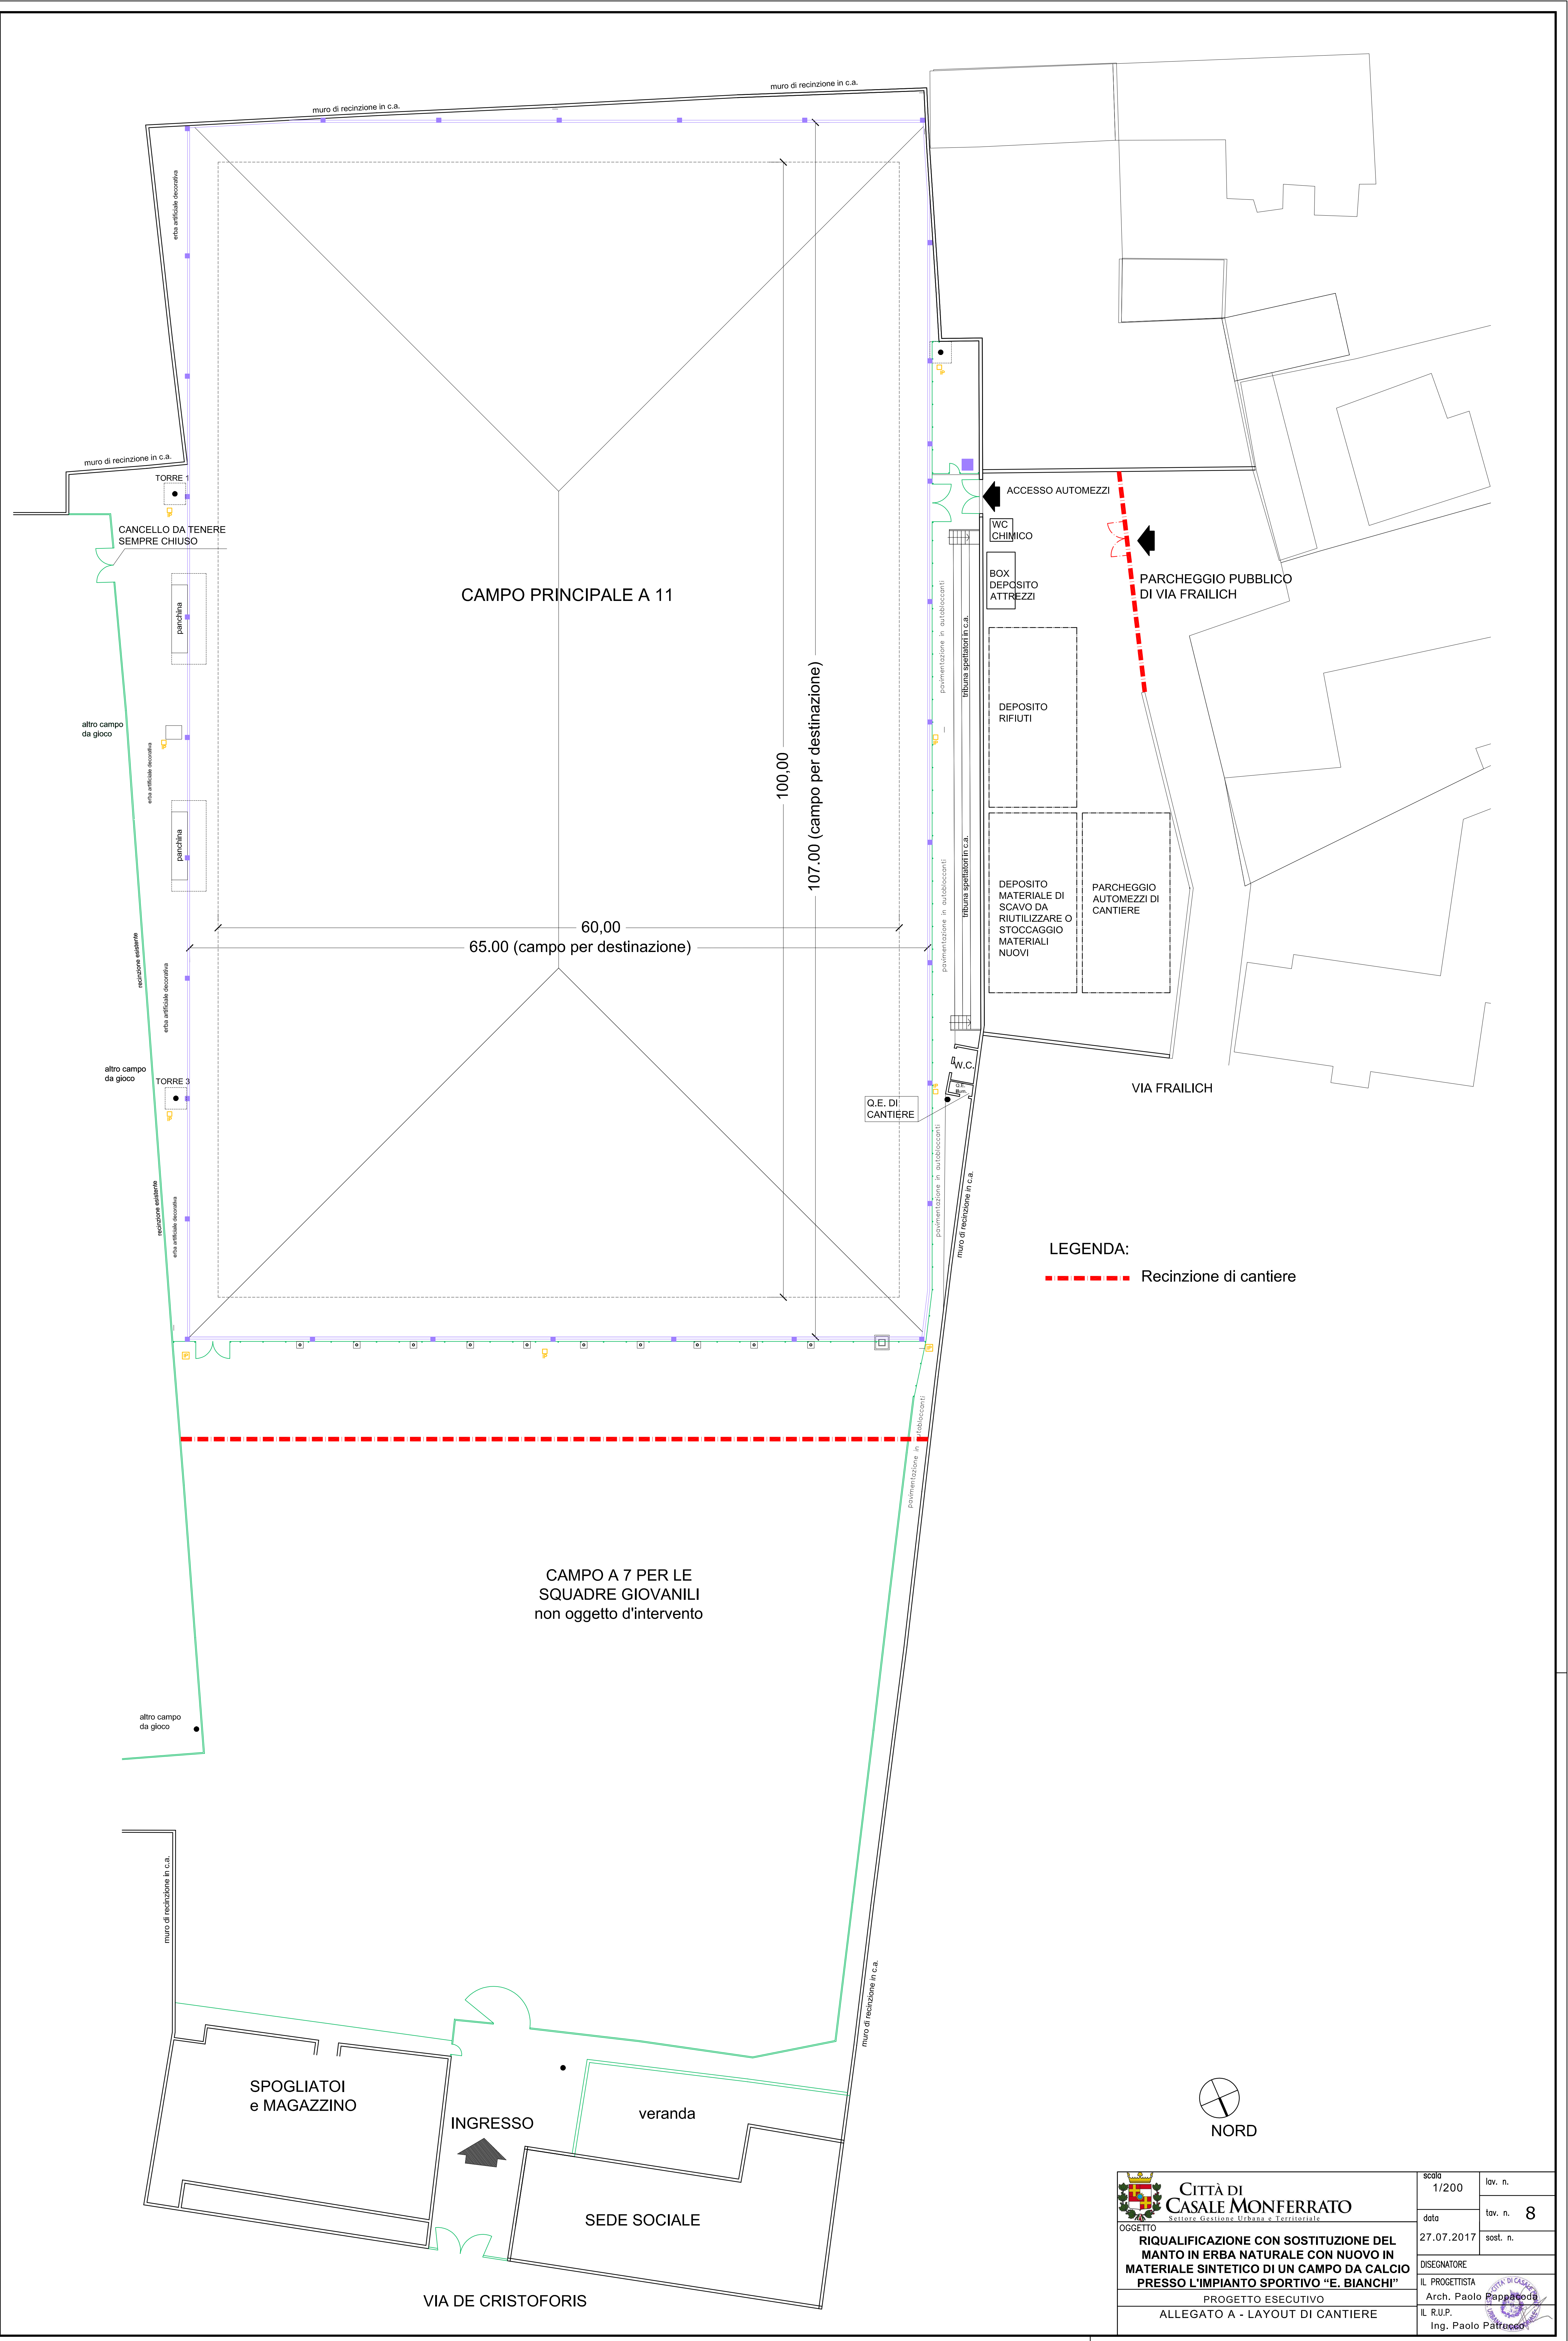 muro di recinzione in c.a.
muro di recinzione in c.a.
erba artificiale decorativa
muro di recinzione in c.a.
TORRE 1
CANCELLO DA TENERE
SEMPRE CHIUSO
ACCESSO AUTOMEZZI
WC
CHIMICO
BOX
DEPOSITO
ATTREZZI
PARCHEGGIO PUBBLICO
DI VIA FRAILICH
CAMPO PRINCIPALE A 11
panchina
pavimentazione in autobloccanti
tribuna spettatori in c.a.
altro campo
da gioco
erba artificiale decorativa
100,00
107.00 (campo per destinazione)
DEPOSITO
RIFIUTI
panchina
pavimentazione in autobloccanti
tribuna spettatori in c.a.
DEPOSITO
MATERIALE DI
SCAVO DA
RIUTILIZZARE O
STOCCAGGIO
MATERIALI
NUOVI
PARCHEGGIO
AUTOMEZZI DI
CANTIERE
60,00
65.00 (campo per destinazione)
recinzione esistente
erba artificiale decorativa
altro campo
da gioco
TORRE 3
W.C.
Q.E.
Q.E. DI
CANTIERE
VIA FRAILICH
recinzione esistente
erba artificiale decorativa
pavimentazione in autobloccanti
muro di recinzione in c.a.
LEGENDA:
Recinzione di cantiere
pavimentazione in autobloccanti
CAMPO A 7 PER LE
SQUADRE GIOVANILI
non oggetto d'intervento
altro campo
da gioco
muro di recinzione in c.a.
muro di recinzione in c.a.
SPOGLIATOI
e MAGAZZINO
INGRESSO
veranda
SEDE SOCIALE
VIA DE CRISTOFORIS
NORD
CITTÀ DI
CASALE MONFERRATO
Settore Gestione Urbana e Territoriale
OGGETTO
RIQUALIFICAZIONE CON SOSTITUZIONE DEL
MANTO IN ERBA NATURALE CON NUOVO IN
MATERIALE SINTETICO DI UN CAMPO DA CALCIO
PRESSO L'IMPIANTO SPORTIVO “E. BIANCHI”
PROGETTO ESECUTIVO
ALLEGATO A - LAYOUT DI CANTIERE
scala
1/200
lav. n.
data
27.07.2017
tav. n. 8
sost. n.
DISEGNATORE
IL PROGETTISTA
Arch. Paolo Pappacoda
IL R.U.P.
Ing. Paolo Patrucco